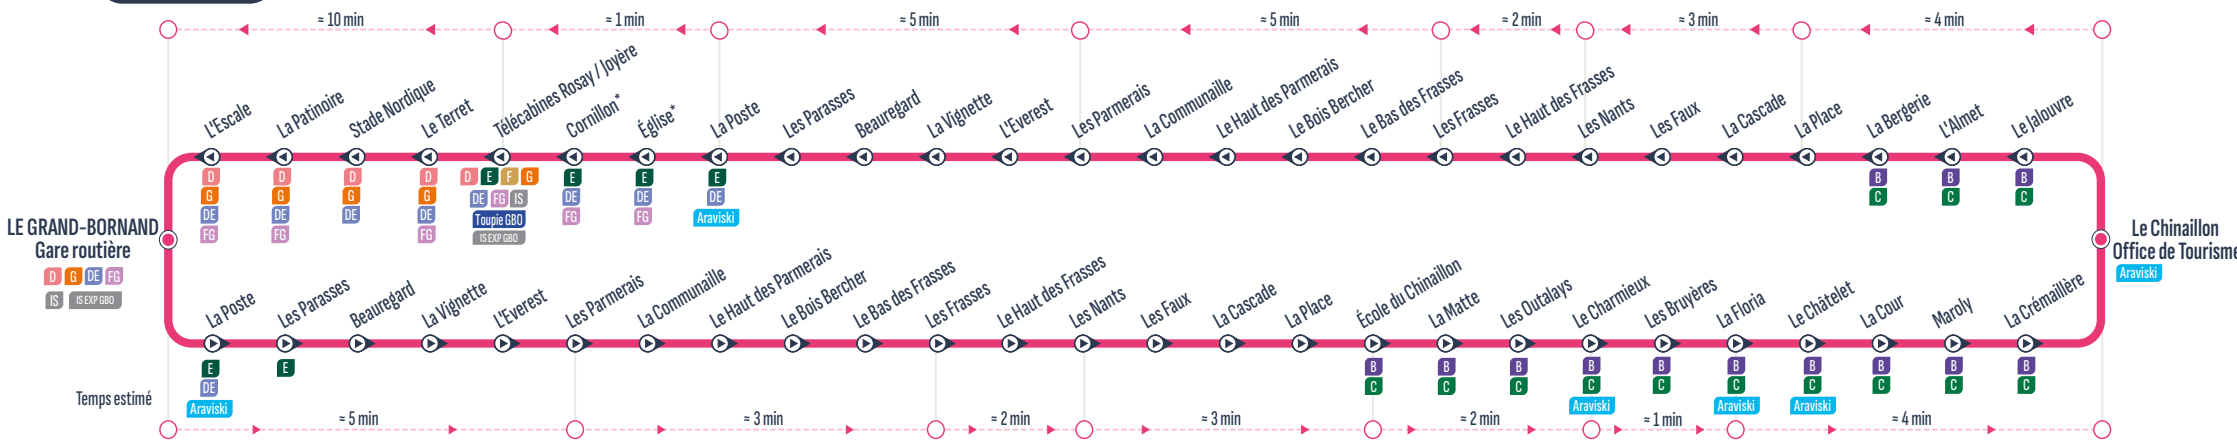 ≈ 10 min
≈ 1 min
≈ 5 min
≈ 5 min
≈ 2 min
≈ 3 min
≈ 4 min
L'Escale
La Patinoire
Stade Nordique
Le Terret
Télécabines Rosay / Joyère
Cornillon*
Église*
La Poste
Les Parasses
Beauregard
La Vignette
L'Everest
Les Parmerais
La Communaille
Le Haut des Parmerais
Le Bois Bercher
Le Bas des Frasses
Les Frasses
Le Haut des Frasses
Les Nants
Les Faux
La Cascade
La Place
La Bergerie
L'Almet
Le Jalouvre
D
G
DE
FG
D
G
DE
FG
D
G
DE
D
G
DE
FG
D E F G
DE FG IS
Toupie GBO
IS EXP GBO
E
DE
FG
E
DE
FG
E
DE
Araviski
B
C
B
C
B
C
LE GRAND-BORNAND
Gare routière
D G DE FG
IS IS EXP GBO
Le Chinaillon
Office de Tourisme
Araviski
La Poste
Les Parasses
Beauregard
La Vignette
L'Everest
Les Parmerais
La Communaille
Le Haut des Parmerais
Le Bois Bercher
Le Bas des Frasses
Les Frasses
Le Haut des Frasses
Les Nants
Les Faux
La Cascade
La Place
École du Chinaillon
La Matte
Les Outalays
Le Charmieux
Les Bruyères
La Floria
Le Châtelet
La Cour
Maroly
La Crémaillère
E
DE
Araviski
E
B
C
B
C
B
C
B
C
Araviski
B
C
B
C
Araviski
B
C
Araviski
B
C
B
C
B
C
Temps estimé
≈ 5 min
≈ 3 min
≈ 2 min
≈ 3 min
≈ 2 min
≈ 1 min
≈ 4 min